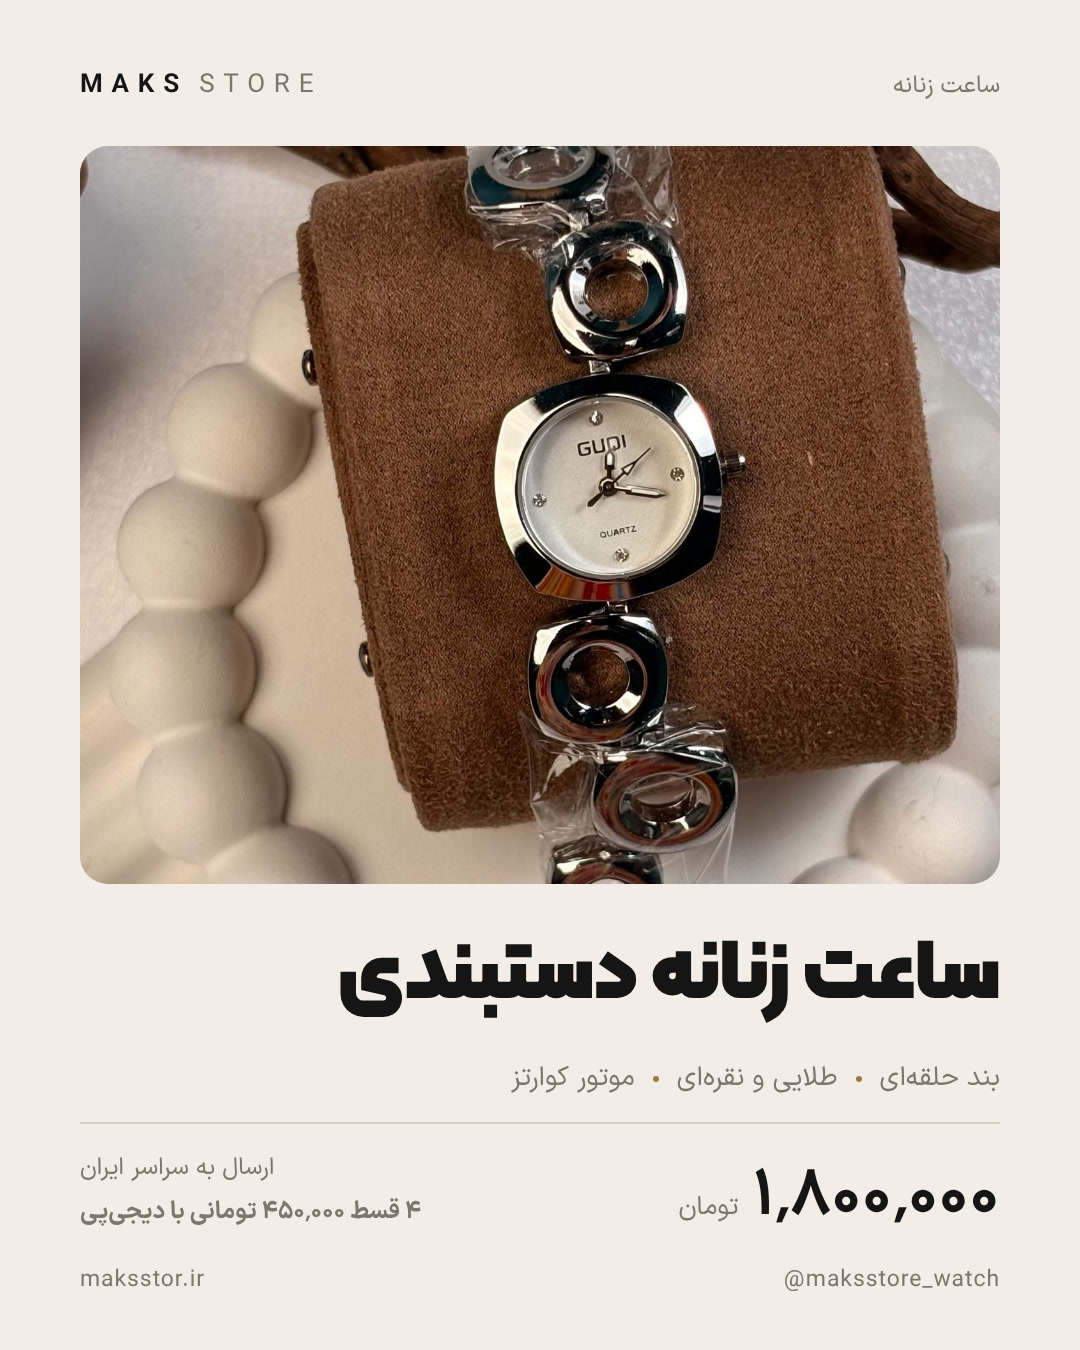 MAKS STORE
ساعت زنانه
GUDI
QUARTZ
ساعت زنانه دستبندی
بند حلقه‌ای • طلایی و نقره‌ای • موتور کوارتز
۱,۸۰۰,۰۰۰ تومان
ارسال به سراسر ایران
۴ قسط ۴۵۰,۰۰۰ تومانی با دیجی‌پی
@maksstore_watch
maksstor.ir